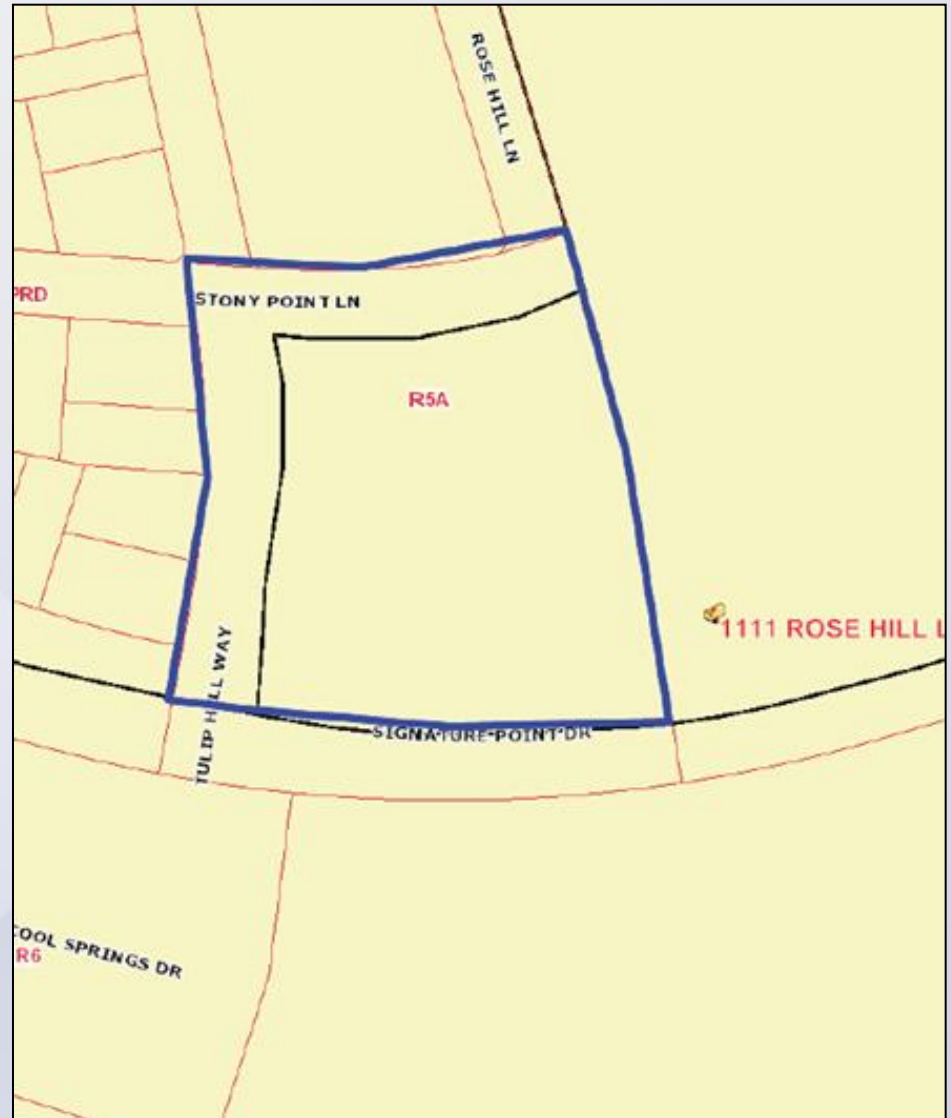 ROSE HILL LN
PRD
STONY POINT LN
R5A
1111 ROSE HILL L
TULIP HILL WAY
SIGNATURE POINT DR
COOL SPRINGS DR
R6